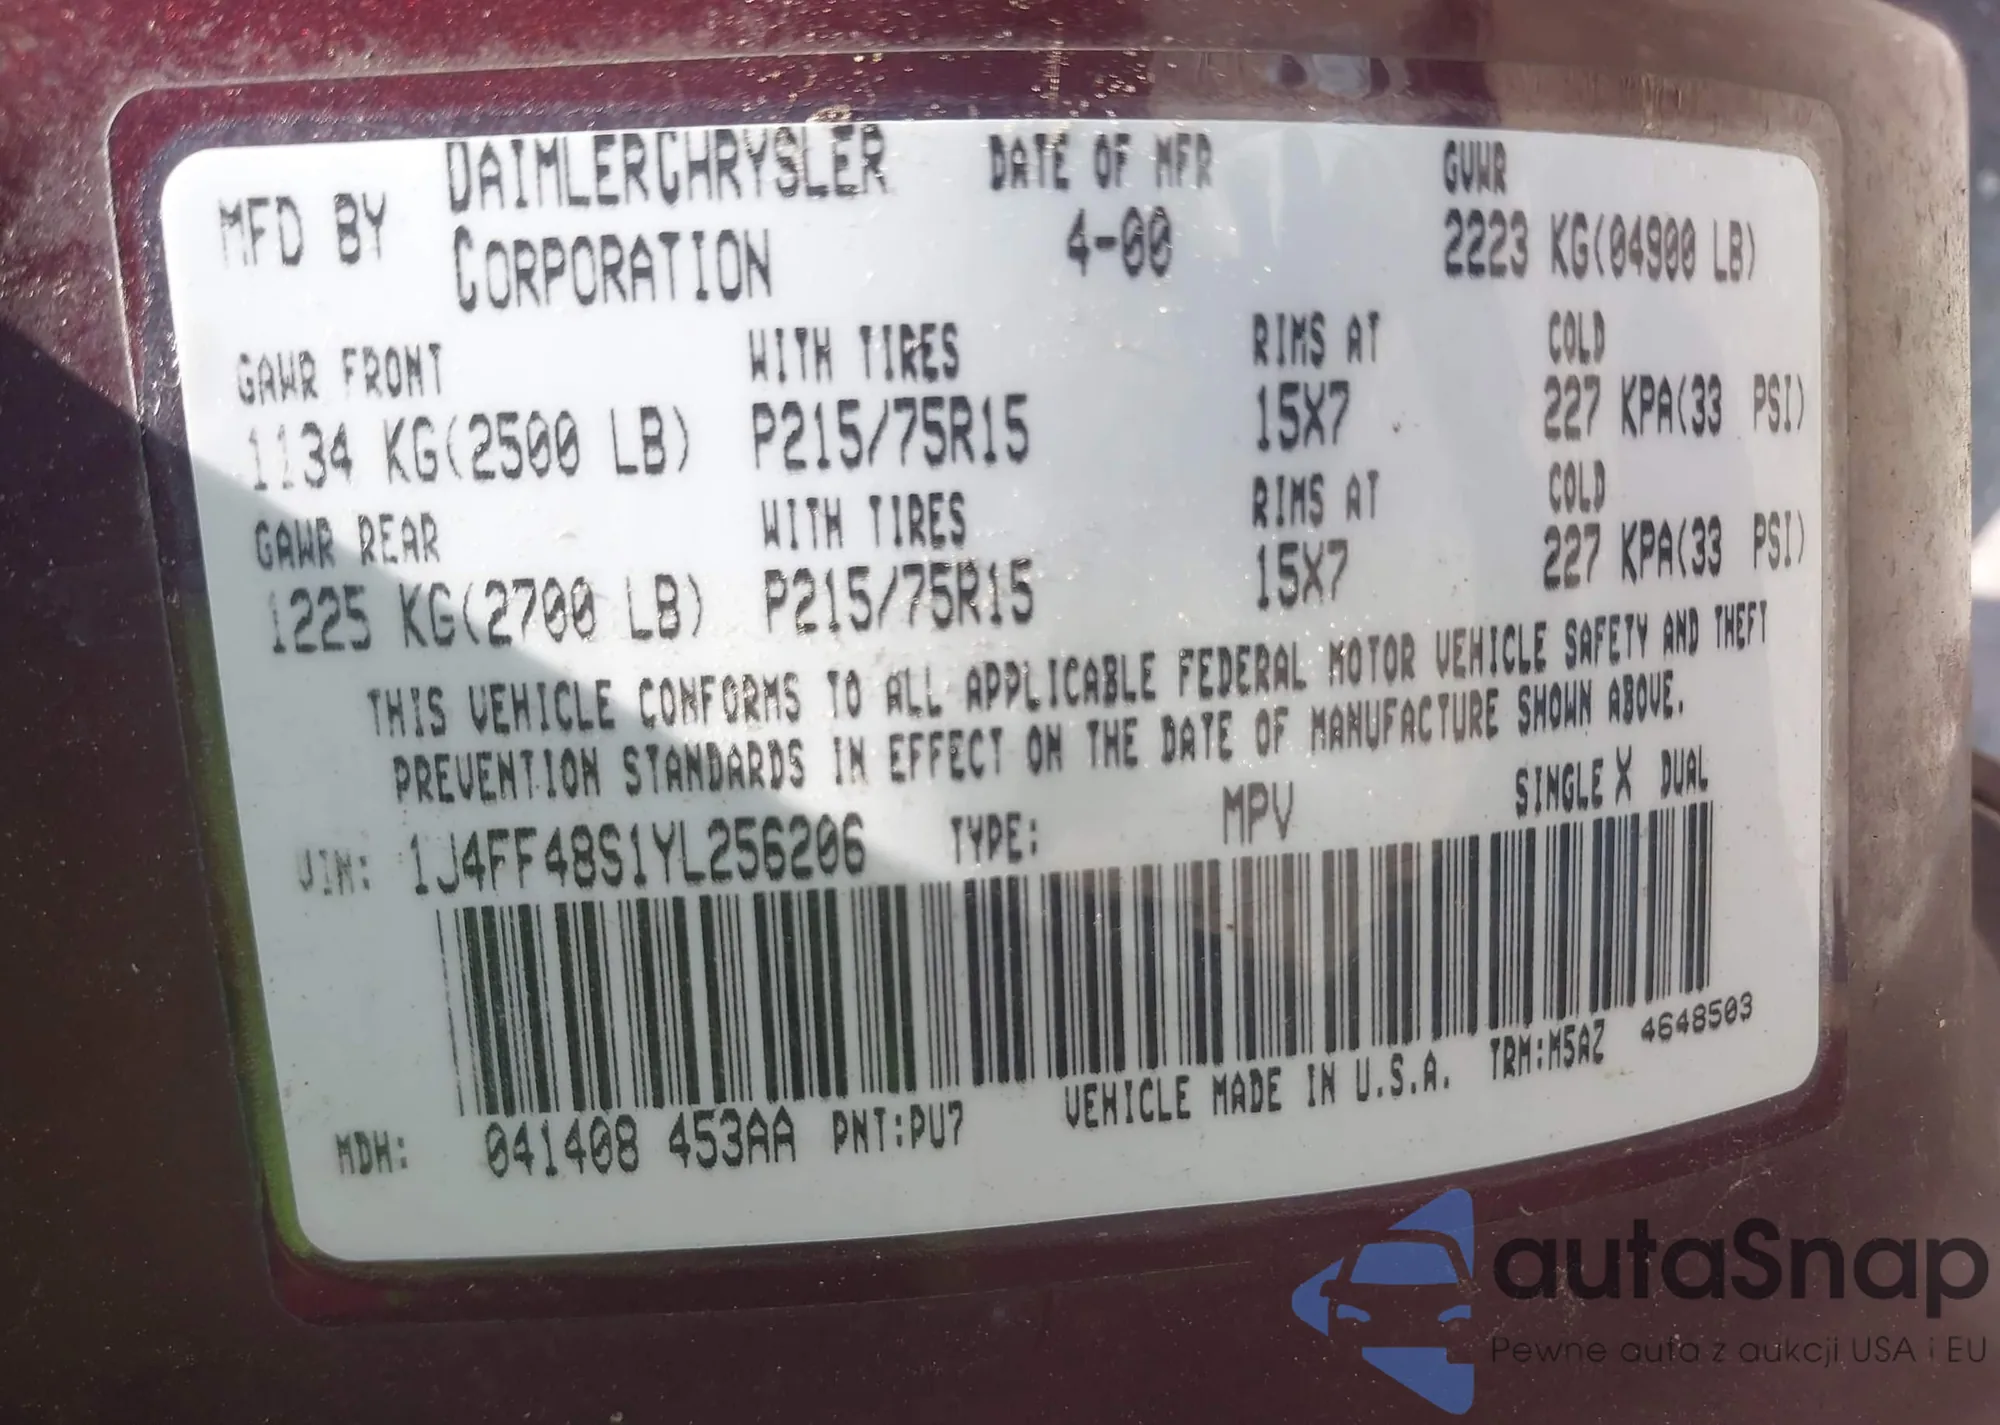 MFD BY DAIMLERCHRYSLER CORPORATION DATE OF MFR 4-00 GVWR 2223 KG(04900 LB)
GAWR FRONT WITH TIRES RIMS AT COLD
1134 KG(2500 LB) P215/75R15 15X7 227 KPA(33 PSI)
GAWR REAR WITH TIRES RIMS AT COLD
1225 KG(2700 LB) P215/75R15 15X7 227 KPA(33 PSI)
THIS VEHICLE CONFORMS TO ALL APPLICABLE FEDERAL MOTOR VEHICLE SAFETY AND THEFT
PREVENTION STANDARDS IN EFFECT ON THE DATE OF MANUFACTURE SHOWN ABOVE.
VIN: 1J4FF48S1YL256206 TYPE: MPV SINGLE X DUAL
MDH: 041408 453AA PNT:PU7 VEHICLE MADE IN U.S.A. TRM:M5AZ 4648503
autaSnap
Pewne auta z aukcji USA i EU